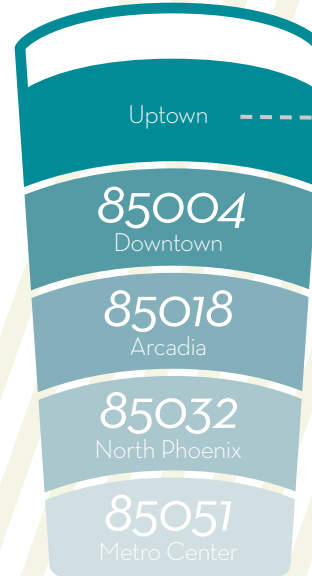 Uptown
85004
Downtown
85018
Arcadia
85032
North Phoenix
85051
Metro Center